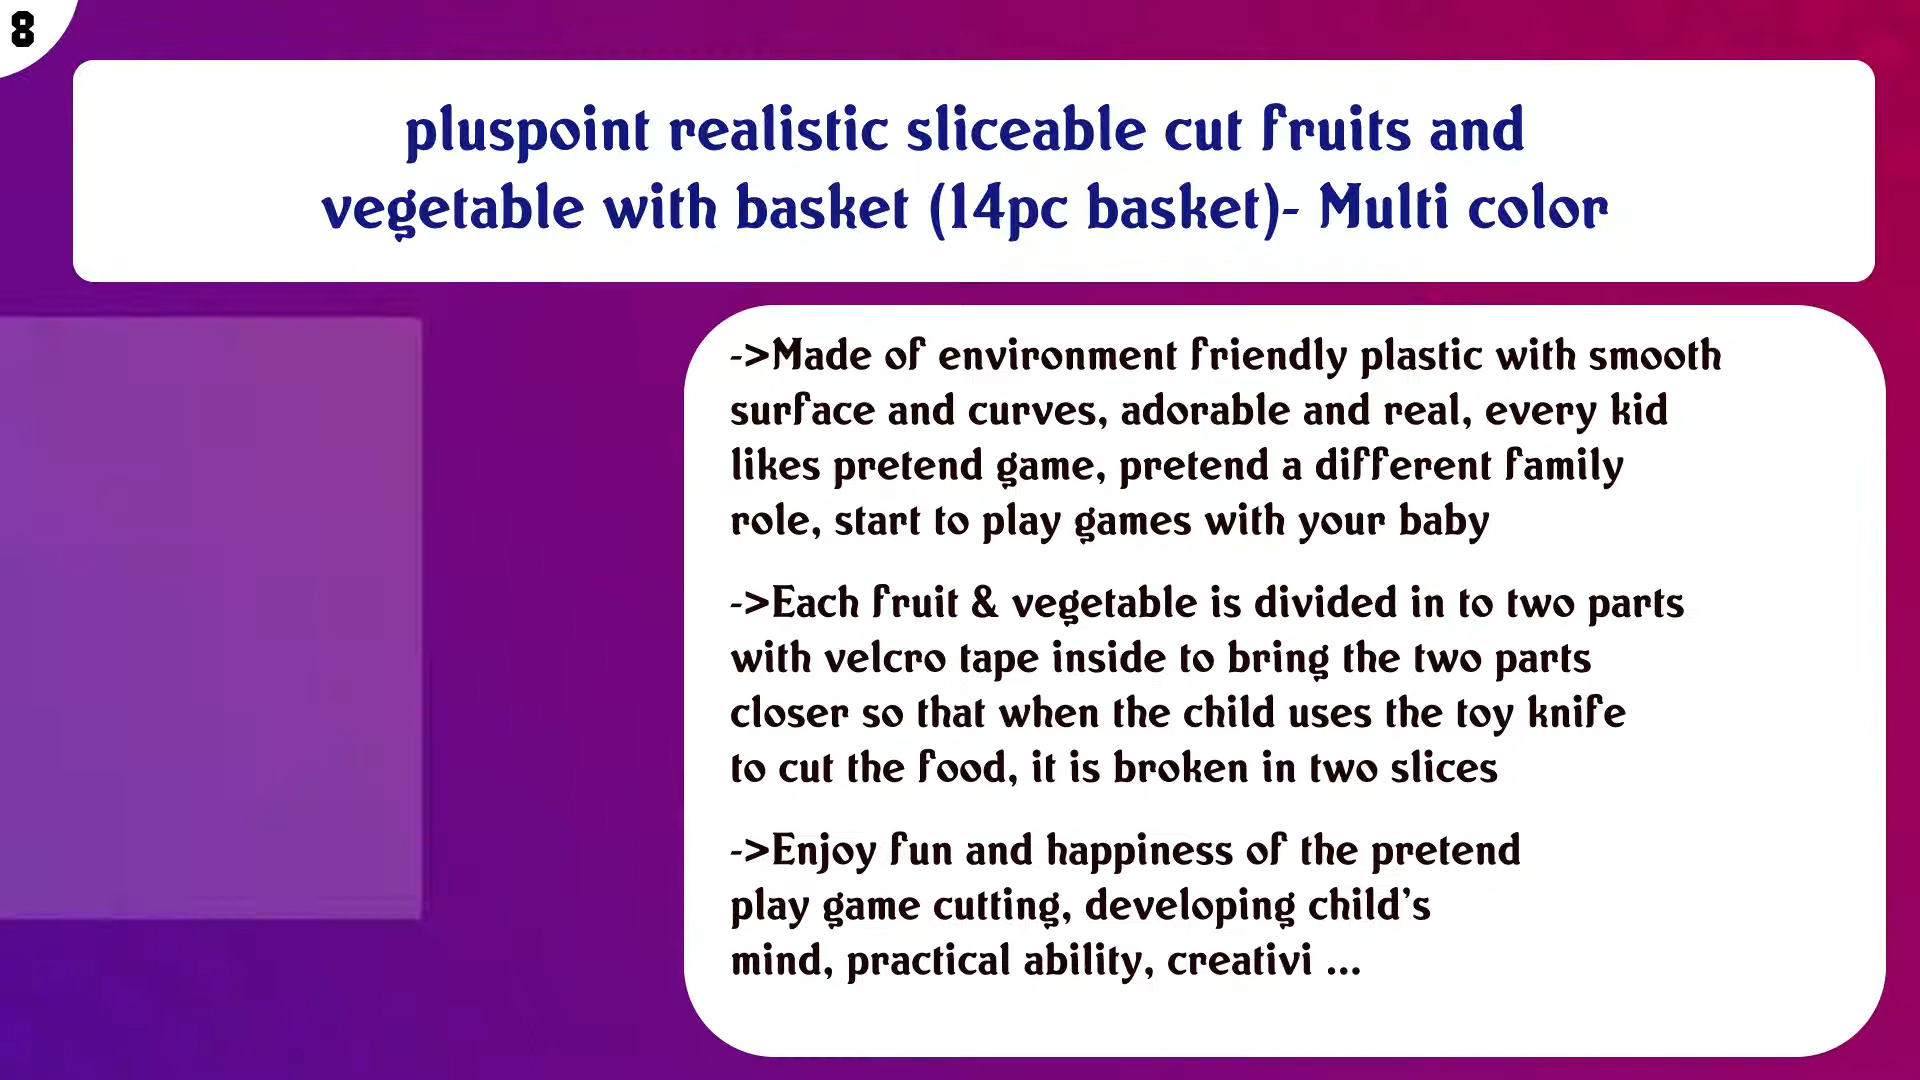 8
pluspoint realistic sliceable cut fruits and
vegetable with basket (14pc basket)- Multi color
->Made of environment friendly plastic with smooth
surface and curves, adorable and real, every kid
likes pretend game, pretend a different family
role, start to play games with your baby
->Each fruit & vegetable is divided in to two parts
with velcro tape inside to bring the two parts
closer so that when the child uses the toy knife
to cut the food, it is broken in two slices
->Enjoy fun and happiness of the pretend
play game cutting, developing child's
mind, practical ability, creativi ...